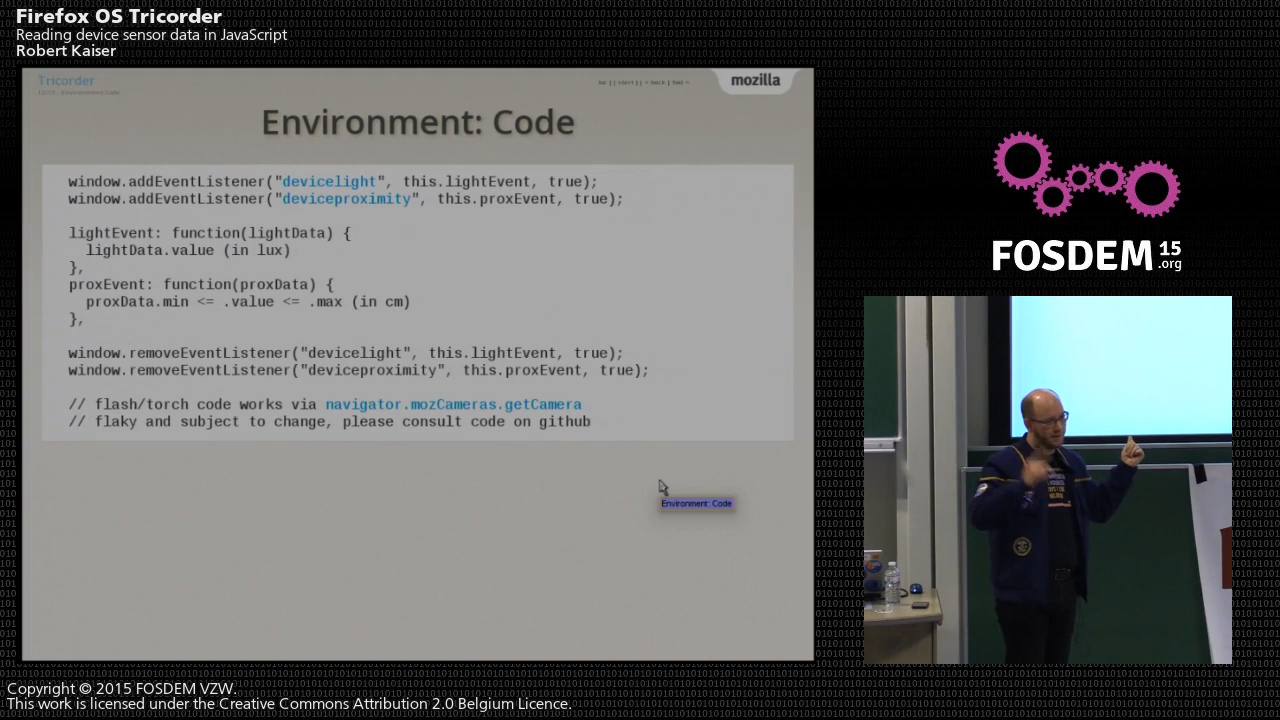 Firefox OS Tricorder
Reading device sensor data in JavaScript
Robert Kaiser
Tricorder
mozilla
Environment: Code
window.addEventListener("devicelight", this.lightEvent, true);
window.addEventListener("deviceproximity", this.proxEvent, true);
lightEvent: function(lightData) {
lightData.value (in lux)
},
proxEvent: function(proxData) {
proxData.min <= .value <= .max (in cm)
},
window.removeEventListener("devicelight", this.lightEvent, true);
window.removeEventListener("deviceproximity", this.proxEvent, true);
// flash/torch code works via navigator.mozCameras.getCamera
// flaky and subject to change, please consult code on github
Environment: Code
FOSDEM 15
.org
Copyright © 2015 FOSDEM VZW.
This work is licensed under the Creative Commons Attribution 2.0 Belgium Licence.